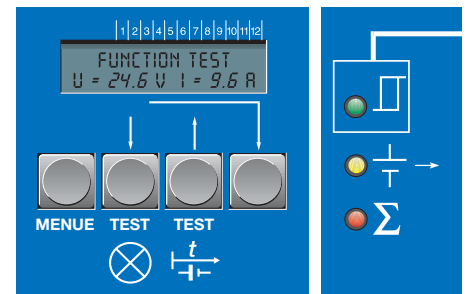 1 2 3 4 5 6 7 8 9 10 11 12
FUNCTION TEST
U = 24.6 V I = 9.6 A
MENUE TEST TEST
t
Σ